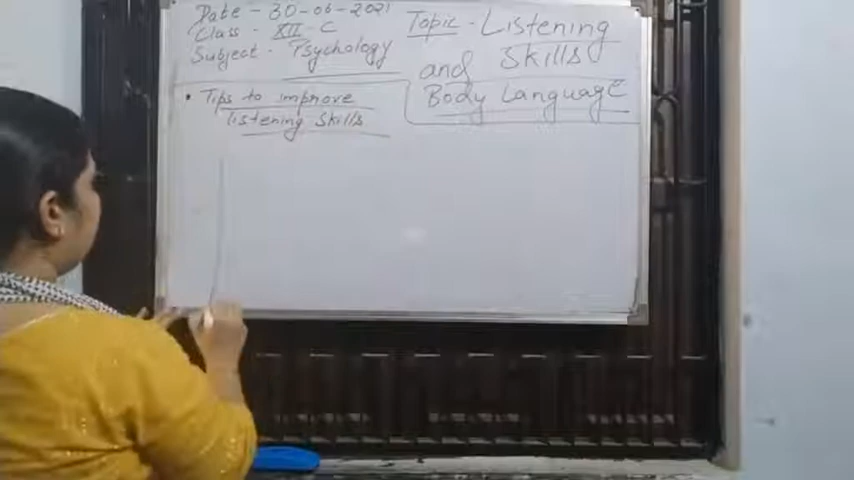 Date - 30-06-2021
Class - XII - C
Subject - Psychology
Topic - Listening
and Skills
Body Language
• Tips to improve
listening skills